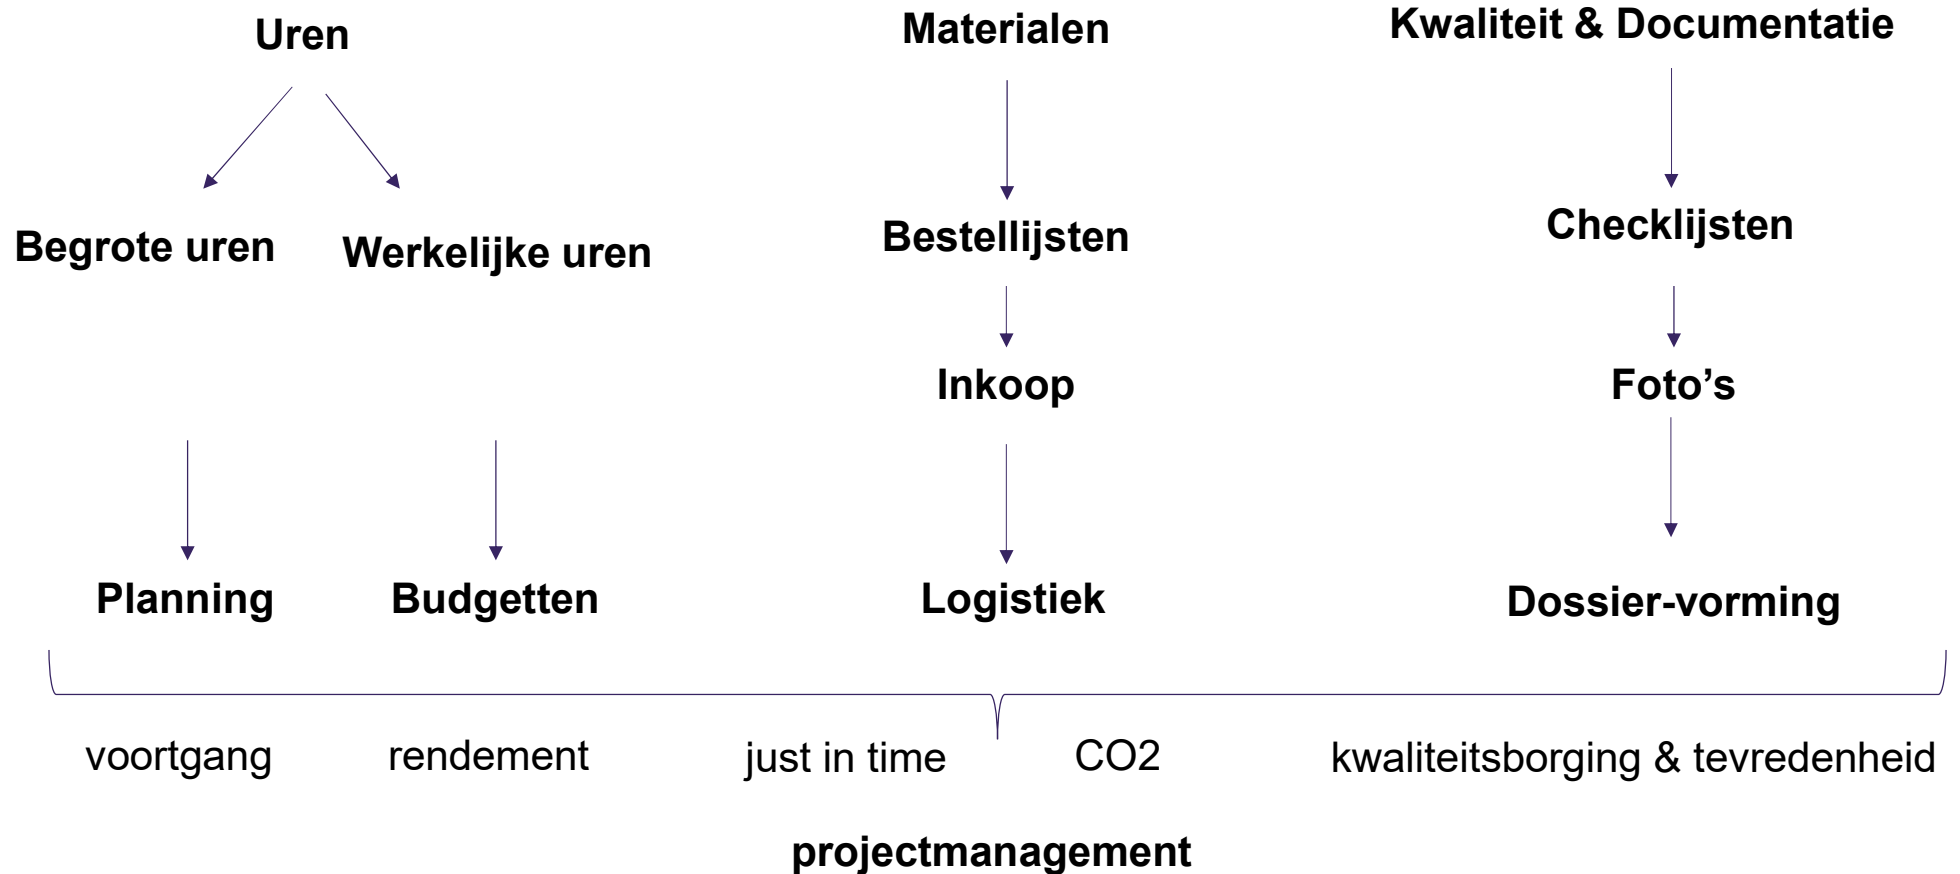 Uren
Materialen
Kwaliteit & Documentatie
Begrote uren
Werkelijke uren
Bestellijsten
Checklijsten
Inkoop
Foto’s
Planning
Budgetten
Logistiek
Dossier-vorming
voortgang
rendement
just in time
CO2
kwaliteitsborging & tevredenheid
projectmanagement